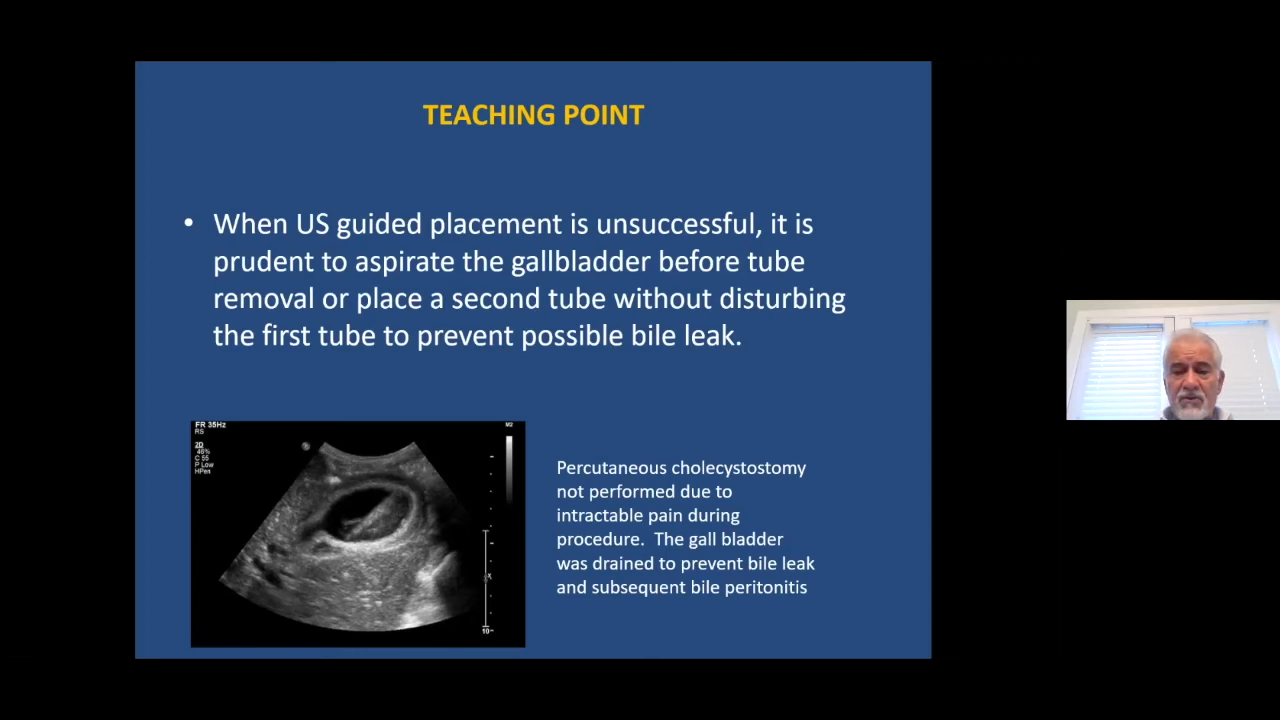 TEACHING POINT
• When US guided placement is unsuccessful, it is
prudent to aspirate the gallbladder before tube
removal or place a second tube without disturbing
the first tube to prevent possible bile leak.
FR 35Hz
RS
2D
46%
C 55
P Low
HPen
M2
x
10
Percutaneous cholecystostomy
not performed due to
intractable pain during
procedure.  The gall bladder
was drained to prevent bile leak
and subsequent bile peritonitis